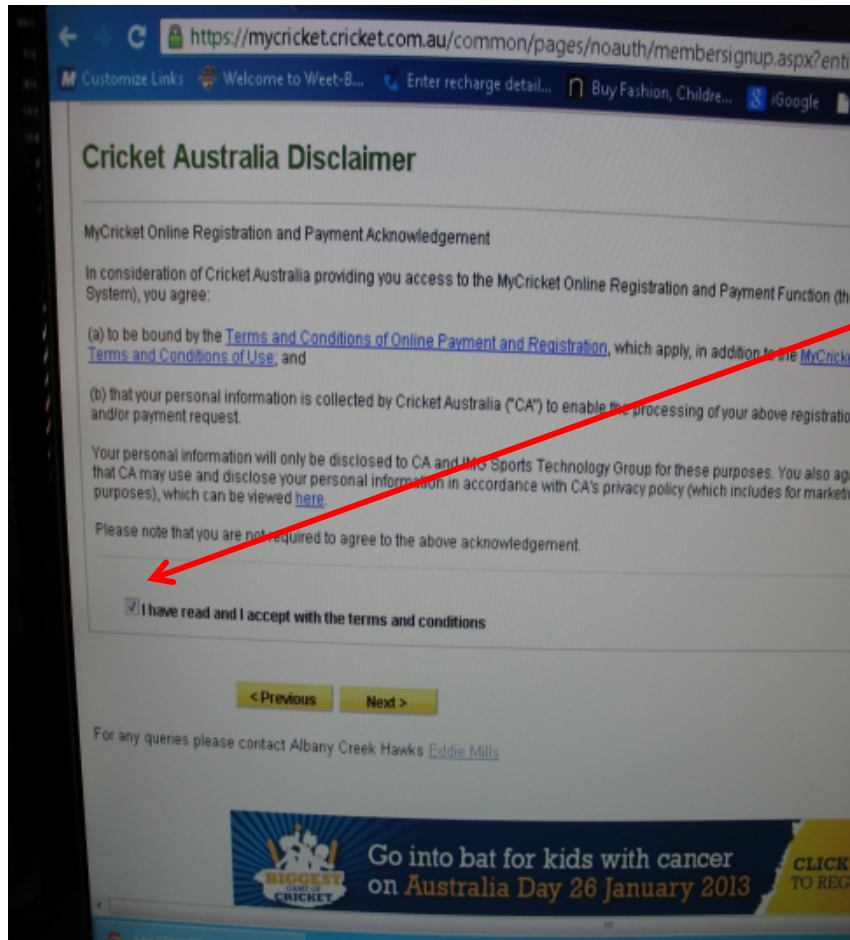 https://mycricket.cricket.com.au/common/pages/noauth/membersignup.aspx?enti
Customize Links Welcome to Weet-B... Enter recharge detail... Buy Fashion, Childre... iGoogle
Cricket Australia Disclaimer
MyCricket Online Registration and Payment Acknowledgement
In consideration of Cricket Australia providing you access to the MyCricket Online Registration and Payment Function (th
System), you agree:
(a) to be bound by the Terms and Conditions of Online Payment and Registration, which apply, in addition to the MyCricke
Terms and Conditions of Use; and
(b) that your personal information is collected by Cricket Australia ("CA") to enable the processing of your above registratio
and/or payment request.
Your personal information will only be disclosed to CA and IMG Sports Technology Group for these purposes. You also agr
that CA may use and disclose your personal information in accordance with CA's privacy policy (which includes for marketi
purposes), which can be viewed here.
Please note that you are not required to agree to the above acknowledgement.
I have read and I accept with the terms and conditions
< Previous Next >
For any queries please contact Albany Creek Hawks Eddie Mills
BIGGEST
GAME OF
CRICKET
Go into bat for kids with cancer
on Australia Day 26 January 2013
CLICK
TO REG